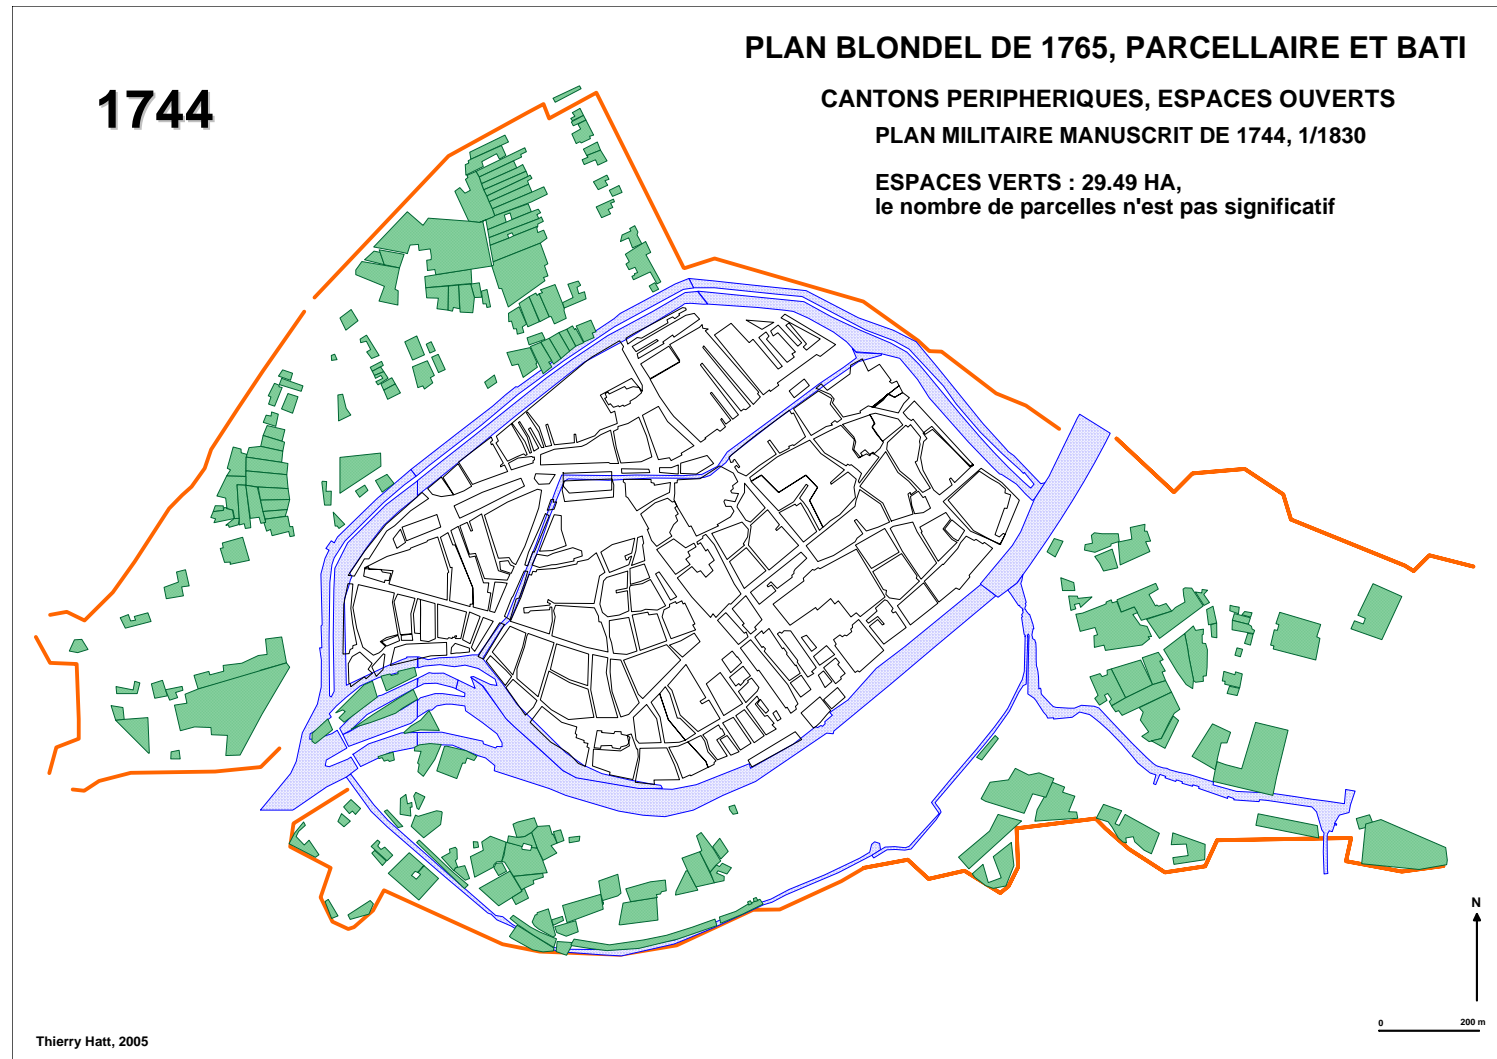 PLAN BLONDEL DE 1765, PARCELLAIRE ET BATI
1744
CANTONS PERIPHERIQUES, ESPACES OUVERTS
PLAN MILITAIRE MANUSCRIT DE 1744, 1/1830
ESPACES VERTS : 29.49 HA,
le nombre de parcelles n'est pas significatif
N
0 200 m
Thierry Hatt, 2005